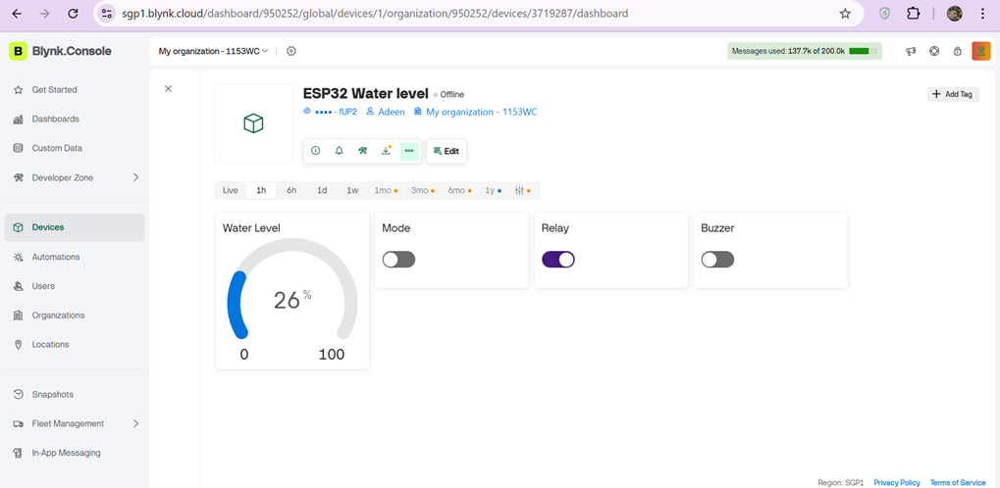 sgp1.blynk.cloud/dashboard/950252/global/devices/1/organization/950252/devices/3719287/dashboard
B Blynk.Console
My organization - 1153WC
Messages used: 137.7k of 200.0k
Get Started
Dashboards
Custom Data
Developer Zone
Devices
Automations
Users
Organizations
Locations
Snapshots
Fleet Management
In-App Messaging
ESP32 Water level Offline
•••• - fUP2 Adeen My organization - 1153WC
Add Tag
Edit
Live 1h 6h 1d 1w 1mo 3mo 6mo 1y
Water Level
26 %
0 100
Mode
Relay
Buzzer
Region: SGP1 Privacy Policy Terms of Service